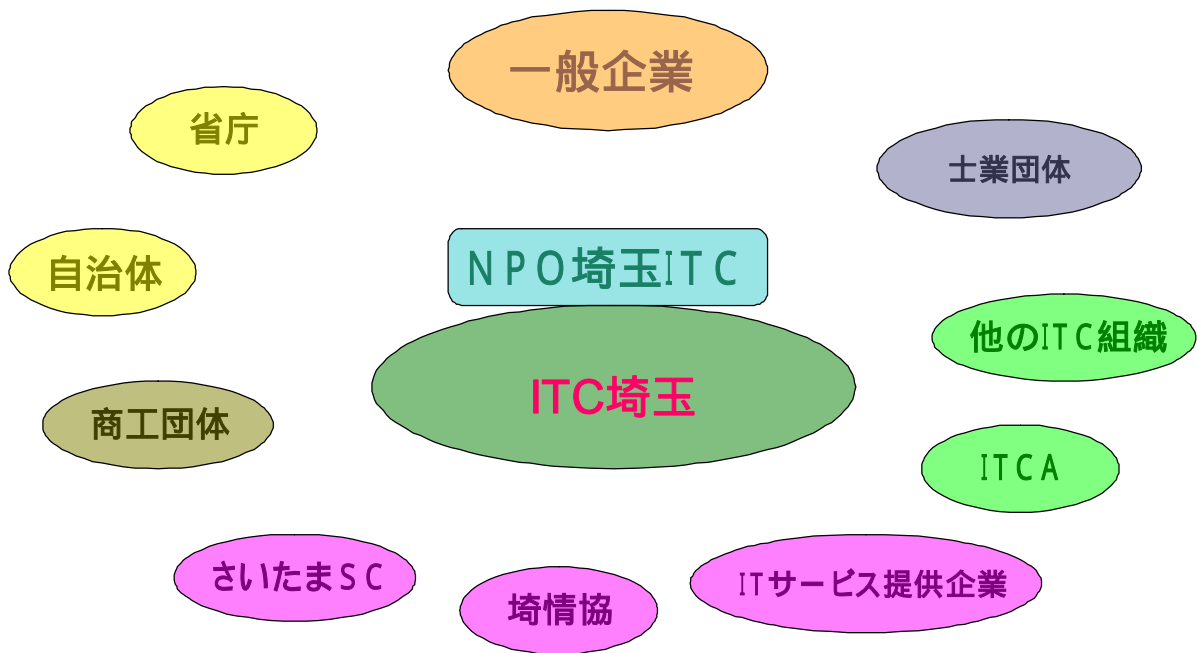 一般企業
省庁
士業団体
自治体
NPO埼玉ITC
他のITC組織
ITC埼玉
商工団体
ITCA
さいたまSC
埼情協
ITサービス提供企業